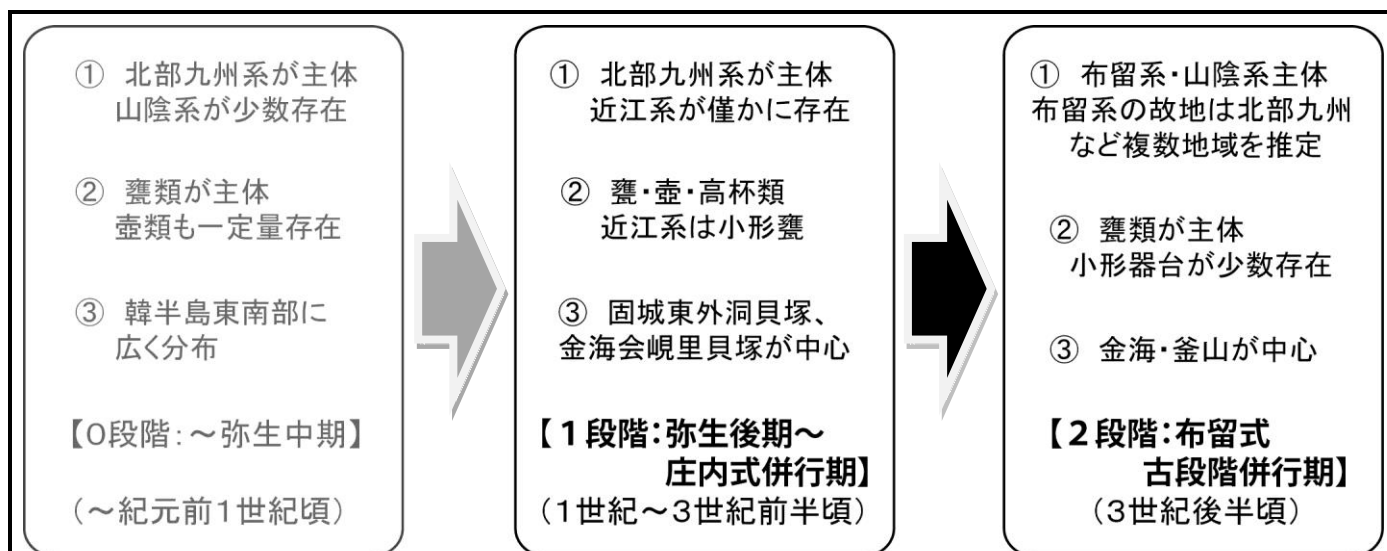 ① 北部九州系が主体
山陰系が少数存在
② 甕類が主体
壺類も一定量存在
③ 韓半島東南部に
広く分布
【0段階：～弥生中期】
（～紀元前1世紀頃）
① 北部九州系が主体
近江系が僅かに存在
② 甕・壺・高杯類
近江系は小形甕
③ 固城東外洞貝塚、
金海会峴里貝塚が中心
【１段階：弥生後期～
庄内式併行期】
（1世紀～3世紀前半頃）
① 布留系・山陰系主体
布留系の故地は北部九州
など複数地域を推定
② 甕類が主体
小形器台が少数存在
③ 金海・釜山が中心
【２段階：布留式
古段階併行期】
（3世紀後半頃）